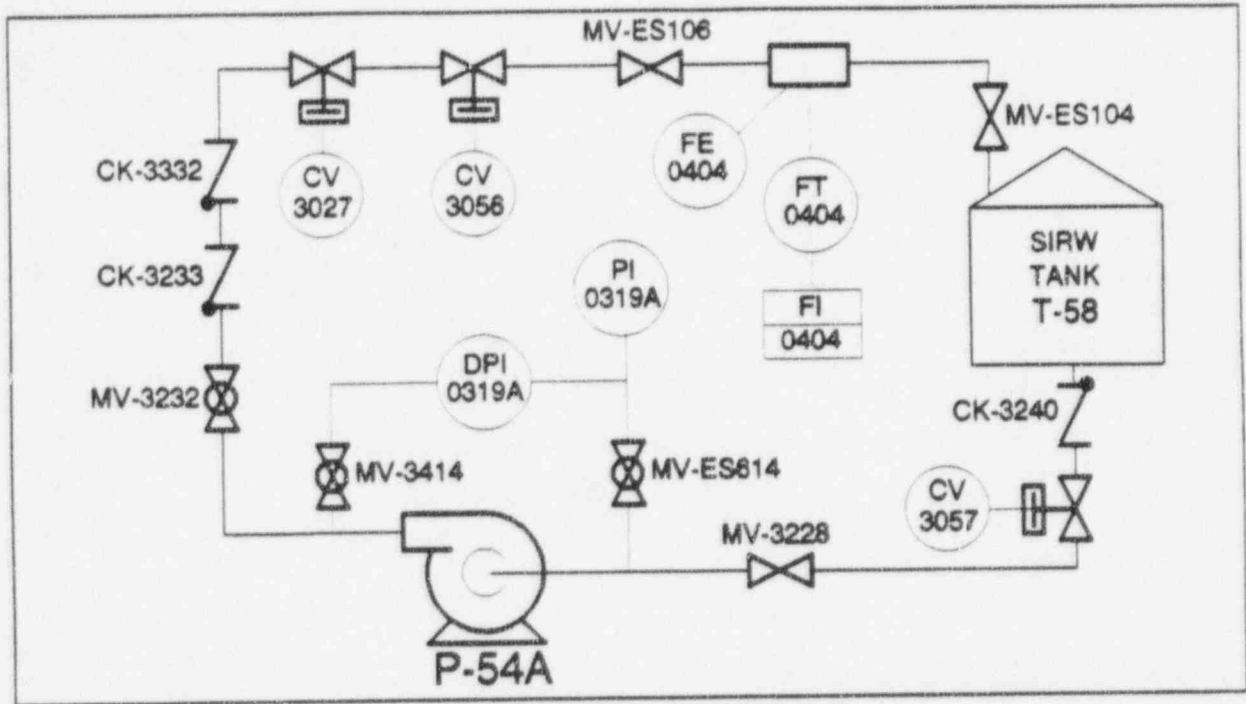 MV-ES106
MV-ES104
CK-3332
CV
3027
CV
3056
FE
0404
FT
0404
SIRW
TANK
T-58
CK-3233
PI
0319A
FI
0404
DPI
0319A
MV-3232
CK-3240
MV-3414
MV-ES614
CV
3057
MV-3228
P-54A